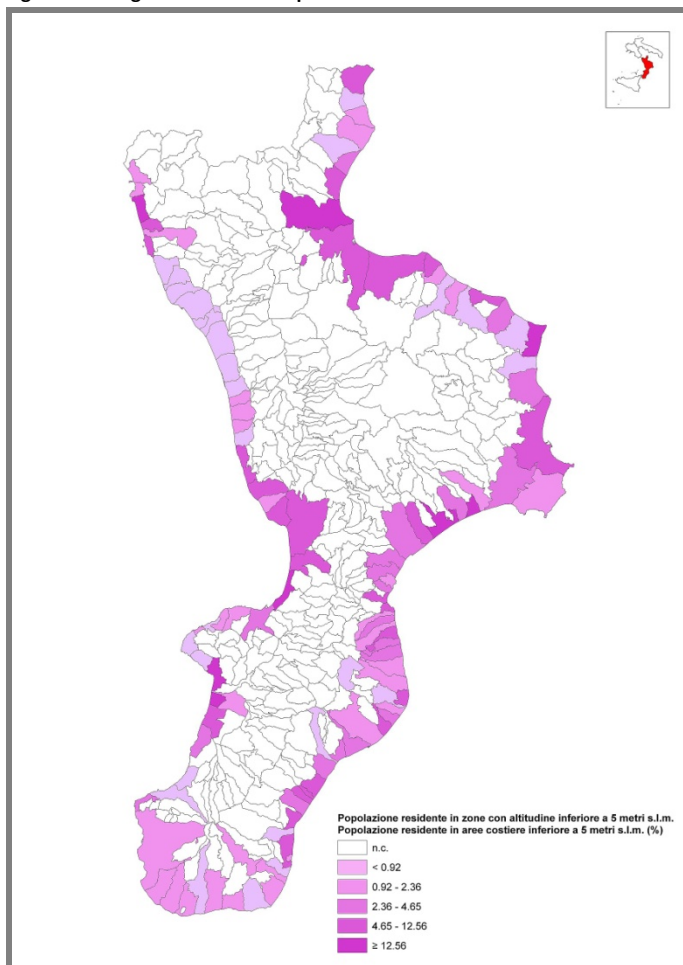 Popolazione residente in zone con altitudine inferiore a 5 metri s.l.m.
Popolazione residente in aree costiere inferiore a 5 metri s.l.m. (%)
n.c.
< 0.92
0.92 - 2.36
2.36 - 4.65
4.65 - 12.56
≥ 12.56